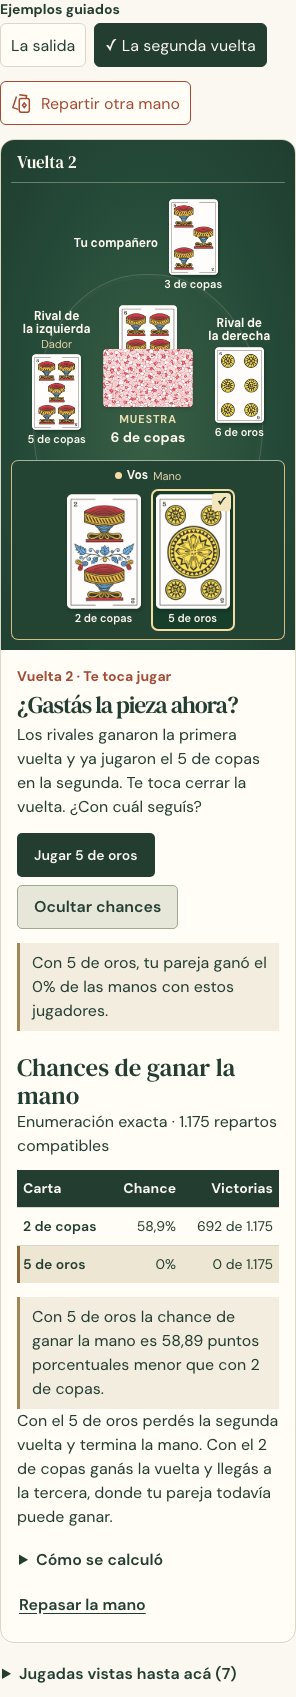 Ejemplos guiados
La salida
✓ La segunda vuelta
Repartir otra mano
Vuelta 2
Tu compañero
3 de copas
Rival de
la izquierda
Dador
5 de copas
MUESTRA
6 de copas
Rival de
la derecha
6 de oros
Vos Mano
2 de copas
5 de oros
Vuelta 2 · Te toca jugar
¿Gastás la pieza ahora?
Los rivales ganaron la primera
vuelta y ya jugaron el 5 de copas
en la segunda. Te toca cerrar la
vuelta. ¿Con cuál seguís?
Jugar 5 de oros
Ocultar chances
Con 5 de oros, tu pareja ganó el
0% de las manos con estos
jugadores.
Chances de ganar la
mano
Enumeración exacta · 1.175 repartos
compatibles
Carta Chance Victorias
2 de copas 58,9% 692 de 1.175
5 de oros 0% 0 de 1.175
Con 5 de oros la chance de
ganar la mano es 58,89 puntos
porcentuales menor que con 2
de copas.
Con el 5 de oros perdés la segunda
vuelta y termina la mano. Con el 2
de copas ganás la vuelta y llegás a
la tercera, donde tu pareja todavía
puede ganar.
Cómo se calculó
Repasar la mano
Jugadas vistas hasta acá (7)